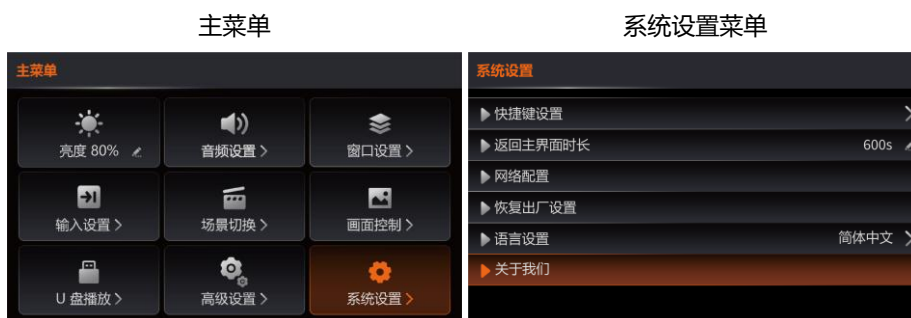 主菜单
系统设置菜单
主菜单
亮度 80%
音频设置 >
窗口设置 >
输入设置 >
场景切换 >
画面控制 >
U 盘播放 >
高级设置 >
系统设置 >
系统设置
快捷键设置 >
返回主界面时长 600s
网络配置
恢复出厂设置
语言设置 简体中文 >
关于我们